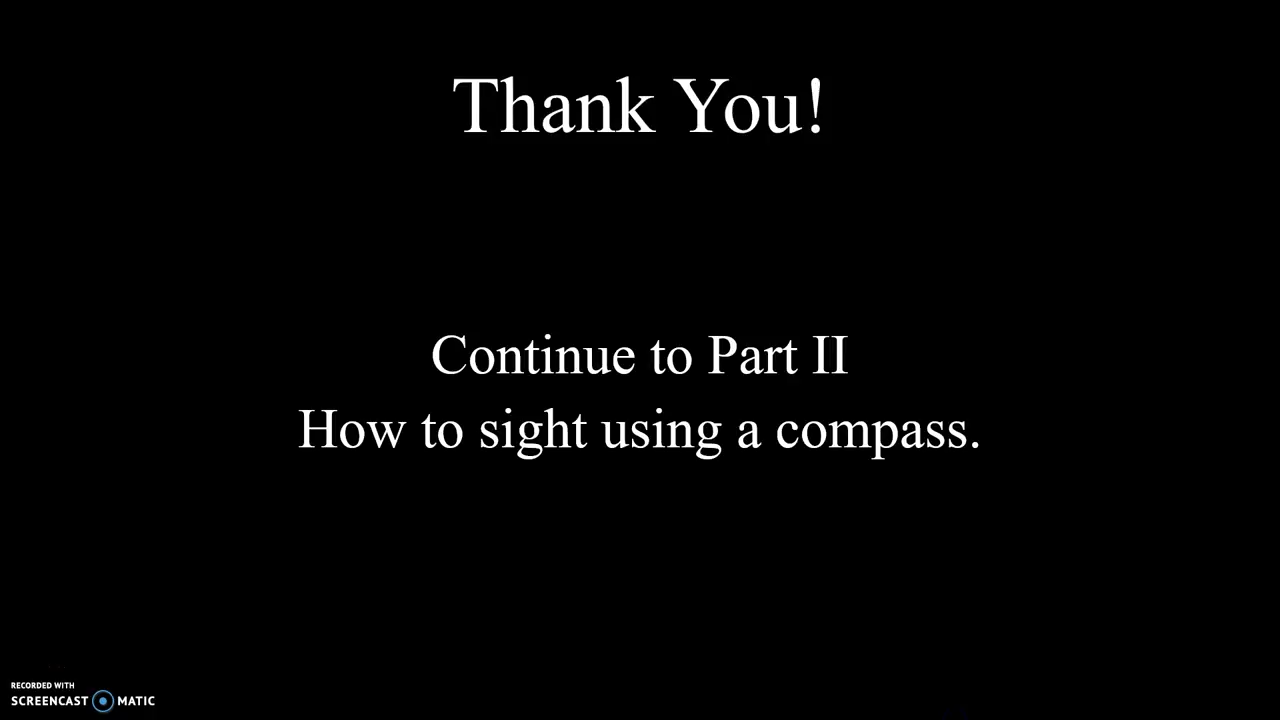 Thank You!
Continue to Part II
How to sight using a compass.
RECORDED WITH
SCREENCAST MATIC